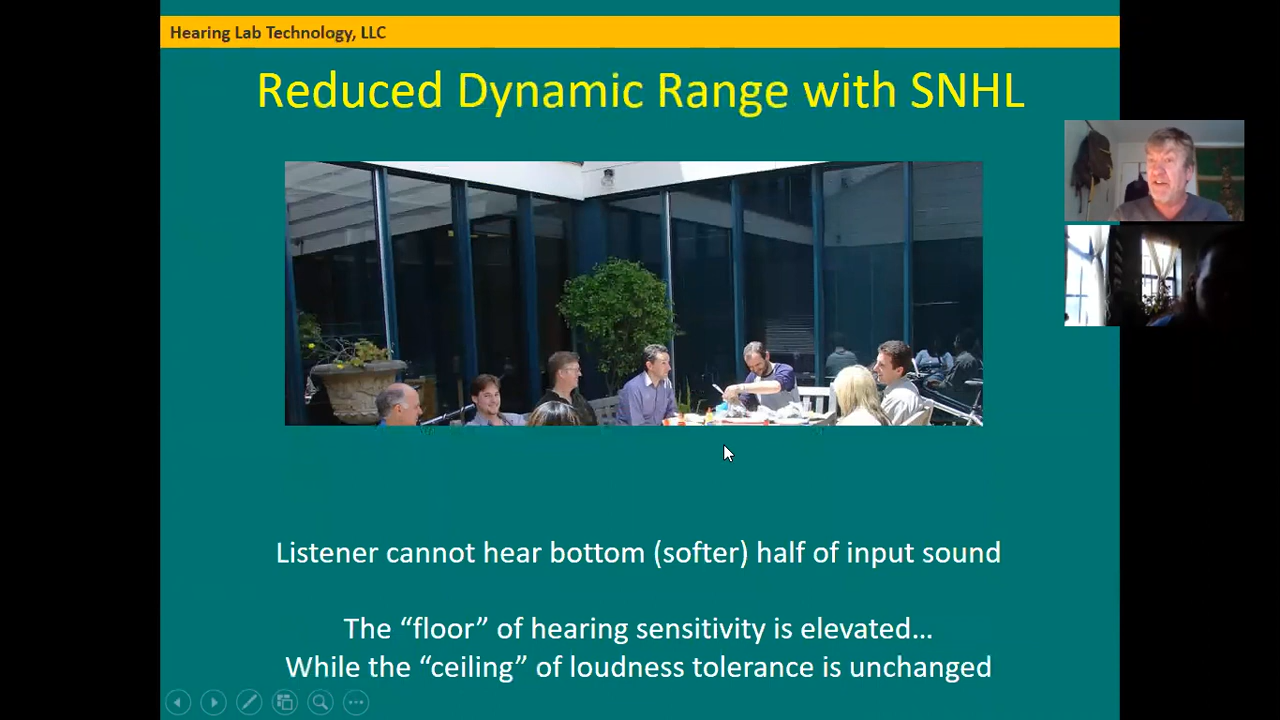 Hearing Lab Technology, LLC
Reduced Dynamic Range with SNHL
Listener cannot hear bottom (softer) half of input sound
The “floor” of hearing sensitivity is elevated…
While the “ceiling” of loudness tolerance is unchanged